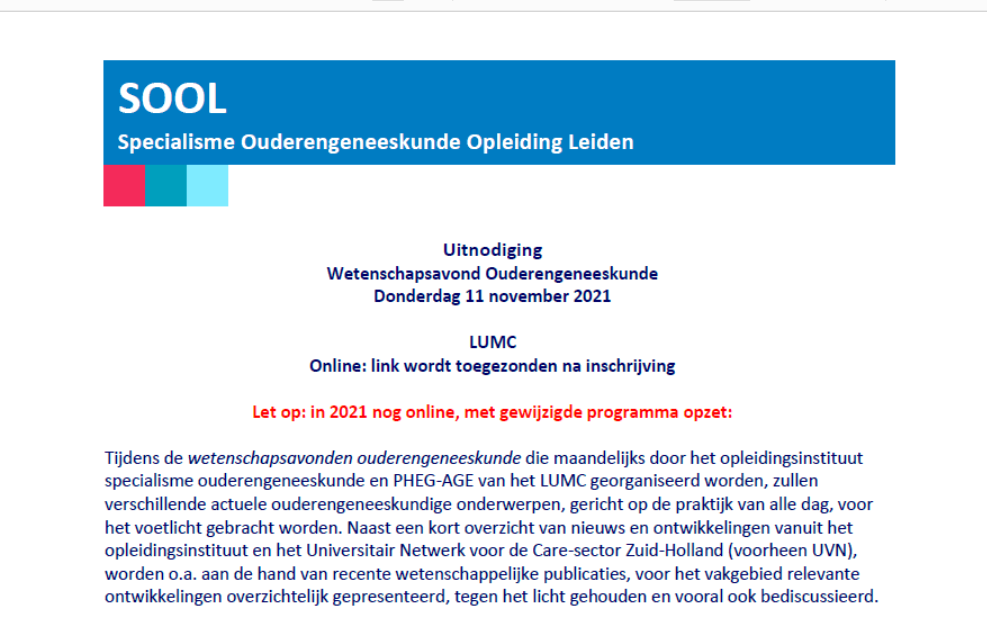 SOOL
Specialisme Ouderengeneeskunde Opleiding Leiden
Uitnodiging
Wetenschapsavond Ouderengeneeskunde
Donderdag 11 november 2021
LUMC
Online: link wordt toegezonden na inschrijving
Let op: in 2021 nog online, met gewijzigde programma opzet:
Tijdens de wetenschapsavonden ouderengeneeskunde die maandelijks door het opleidingsinstituut
specialisme ouderengeneeskunde en PHEG-AGE van het LUMC georganiseerd worden, zullen
verschillende actuele ouderengeneeskundige onderwerpen, gericht op de praktijk van alle dag, voor
het voetlicht gebracht worden. Naast een kort overzicht van nieuws en ontwikkelingen vanuit het
opleidingsinstituut en het Universitair Netwerk voor de Care-sector Zuid-Holland (voorheen UVN),
worden o.a. aan de hand van recente wetenschappelijke publicaties, voor het vakgebied relevante
ontwikkelingen overzichtelijk gepresenteerd, tegen het licht gehouden en vooral ook bediscussieerd.